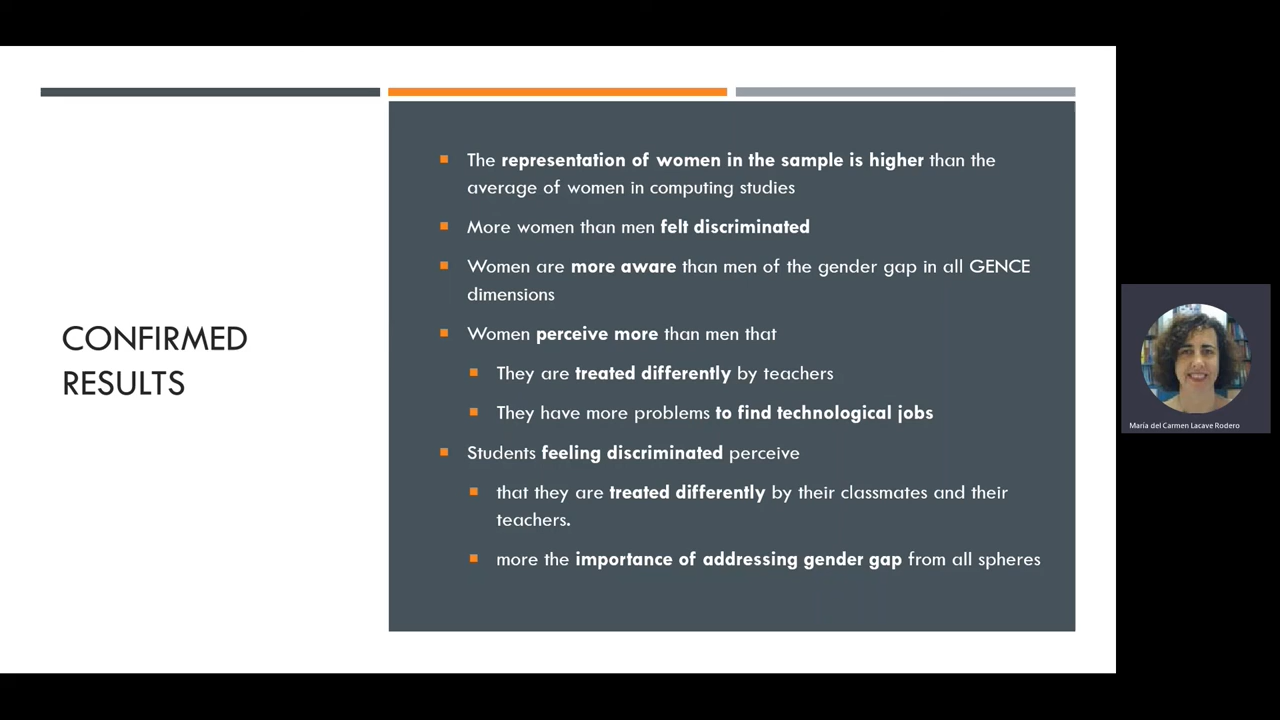 CONFIRMED
RESULTS
The representation of women in the sample is higher than the
average of women in computing studies
More women than men felt discriminated
Women are more aware than men of the gender gap in all GENCE
dimensions
Women perceive more than men that
They are treated differently by teachers
They have more problems to find technological jobs
Students feeling discriminated perceive
that they are treated differently by their classmates and their
teachers.
more the importance of addressing gender gap from all spheres
María del Carmen Lacave Rodero